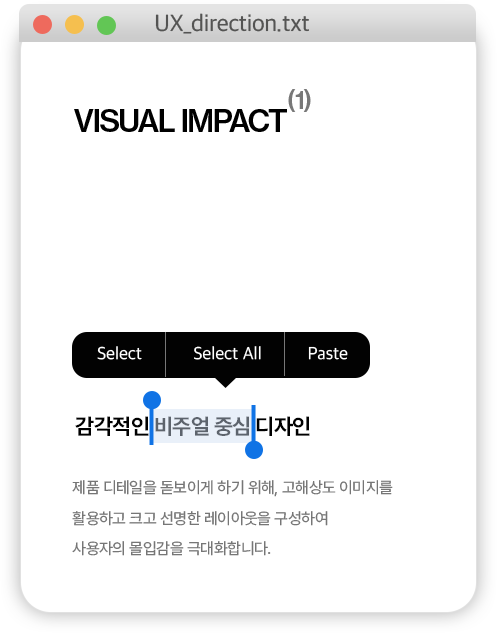 UX_direction.txt
VISUAL IMPACT(1)
Select Select All Paste
감각적인 비주얼 중심 디자인
제품 디테일을 돋보이게 하기 위해, 고해상도 이미지를
활용하고 크고 선명한 레이아웃을 구성하여
사용자의 몰입감을 극대화합니다.